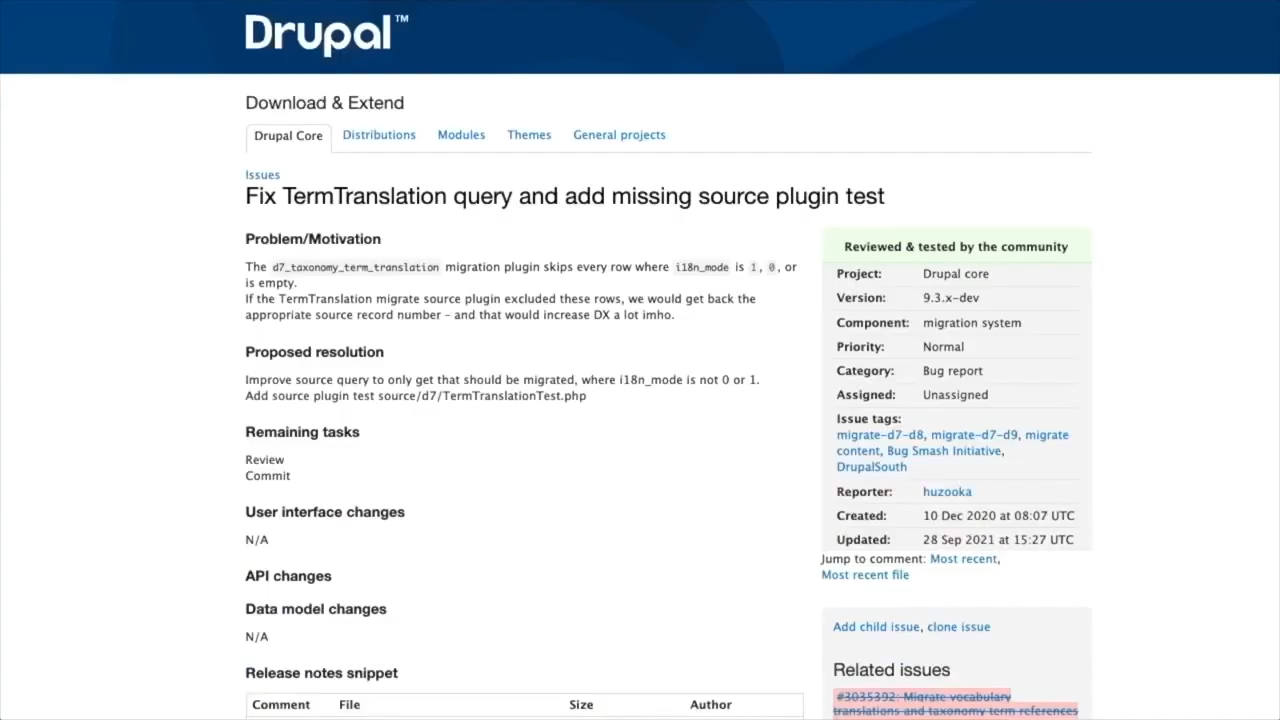 Drupal™
Download & Extend
Drupal Core
Distributions
Modules
Themes
General projects
Issues
Fix TermTranslation query and add missing source plugin test
Problem/Motivation
The d7_taxonomy_term_translation migration plugin skips every row where i18n_mode is 1, 0, or
is empty.
If the TermTranslation migrate source plugin excluded these rows, we would get back the
appropriate source record number – and that would increase DX a lot imho.
Proposed resolution
Improve source query to only get that should be migrated, where i18n_mode is not 0 or 1.
Add source plugin test source/d7/TermTranslationTest.php
Remaining tasks
Review
Commit
User interface changes
N/A
API changes
Data model changes
N/A
Release notes snippet
Comment File Size Author
Reviewed & tested by the community
Project: Drupal core
Version: 9.3.x-dev
Component: migration system
Priority: Normal
Category: Bug report
Assigned: Unassigned
Issue tags:
migrate-d7-d8, migrate-d7-d9, migrate
content, Bug Smash Initiative,
DrupalSouth
Reporter: huzooka
Created: 10 Dec 2020 at 08:07 UTC
Updated: 28 Sep 2021 at 15:27 UTC
Jump to comment: Most recent,
Most recent file
Add child issue, clone issue
Related issues
#3035392: Migrate vocabulary
translations and taxonomy term references